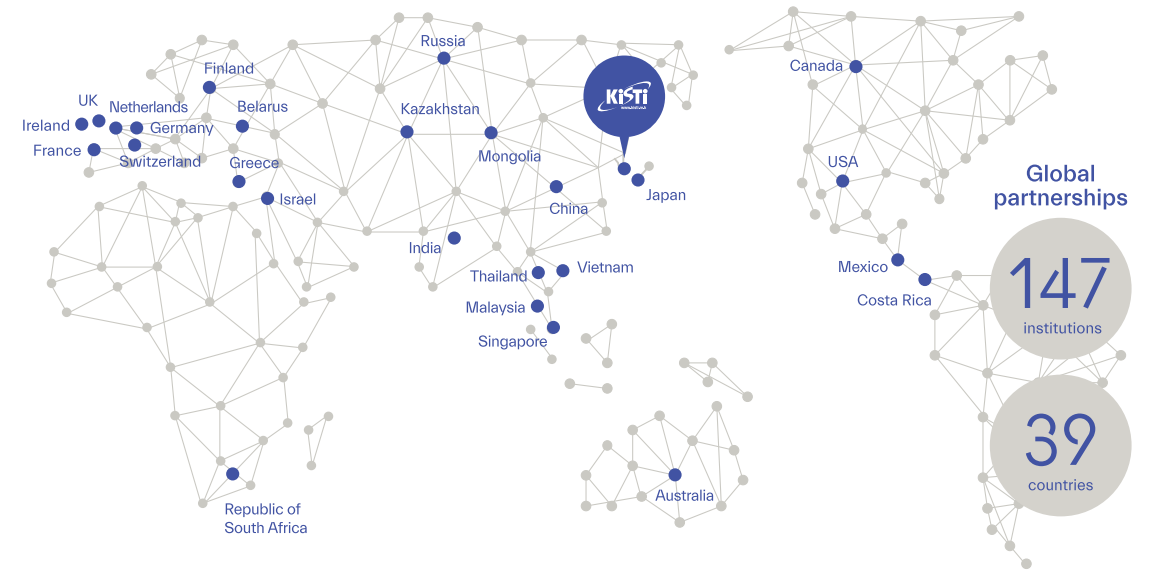 Russia
Canada
Finland
KiSTi
UK
Netherlands
Belarus
Kazakhstan
Ireland
Germany
France
Switzerland
Greece
Mongolia
USA
Israel
Japan
China
Global
partnerships
India
Thailand
Vietnam
Mexico
147
Costa Rica
institutions
Malaysia
Singapore
39
countries
Australia
Republic of
South Africa